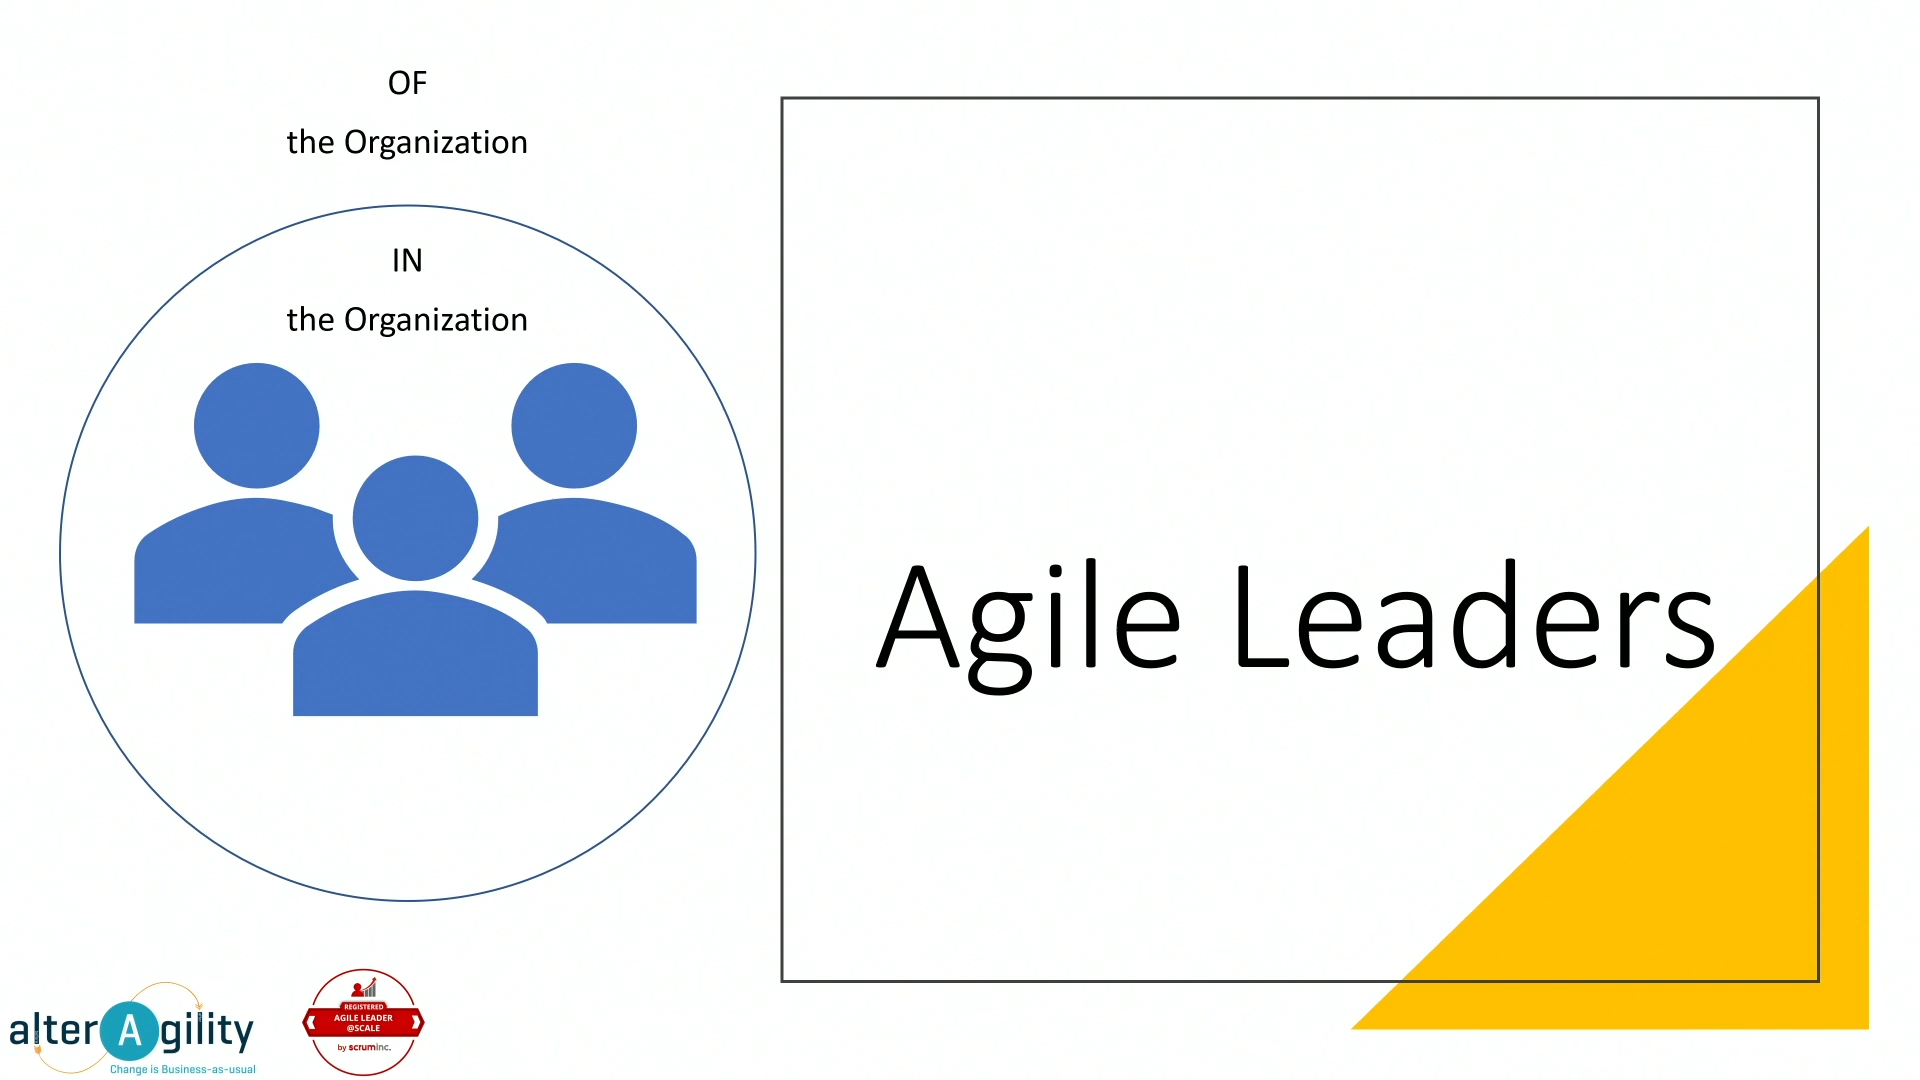 OF
the Organization
IN
the Organization
Agile Leaders
alterAgility
Change is Business-as-usual
REGISTERED
AGILE LEADER
@SCALE
by scruminc.